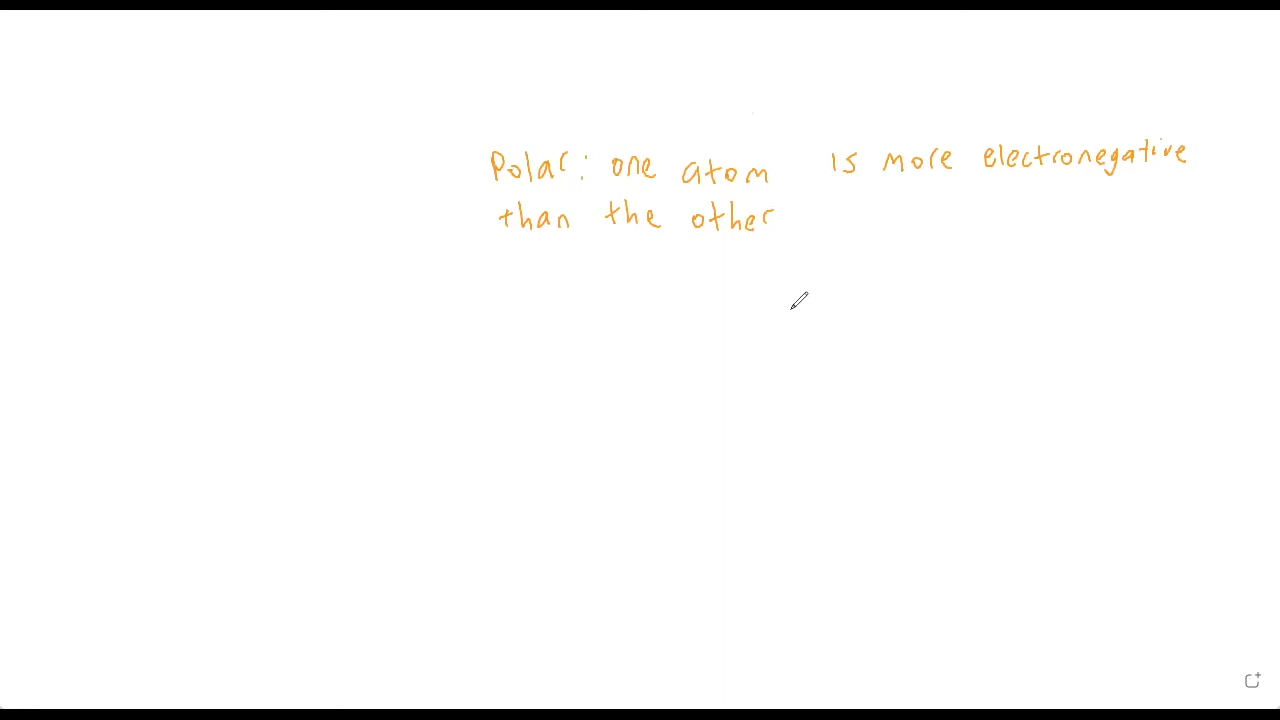 Polar: one atom is more electronegative
than the other